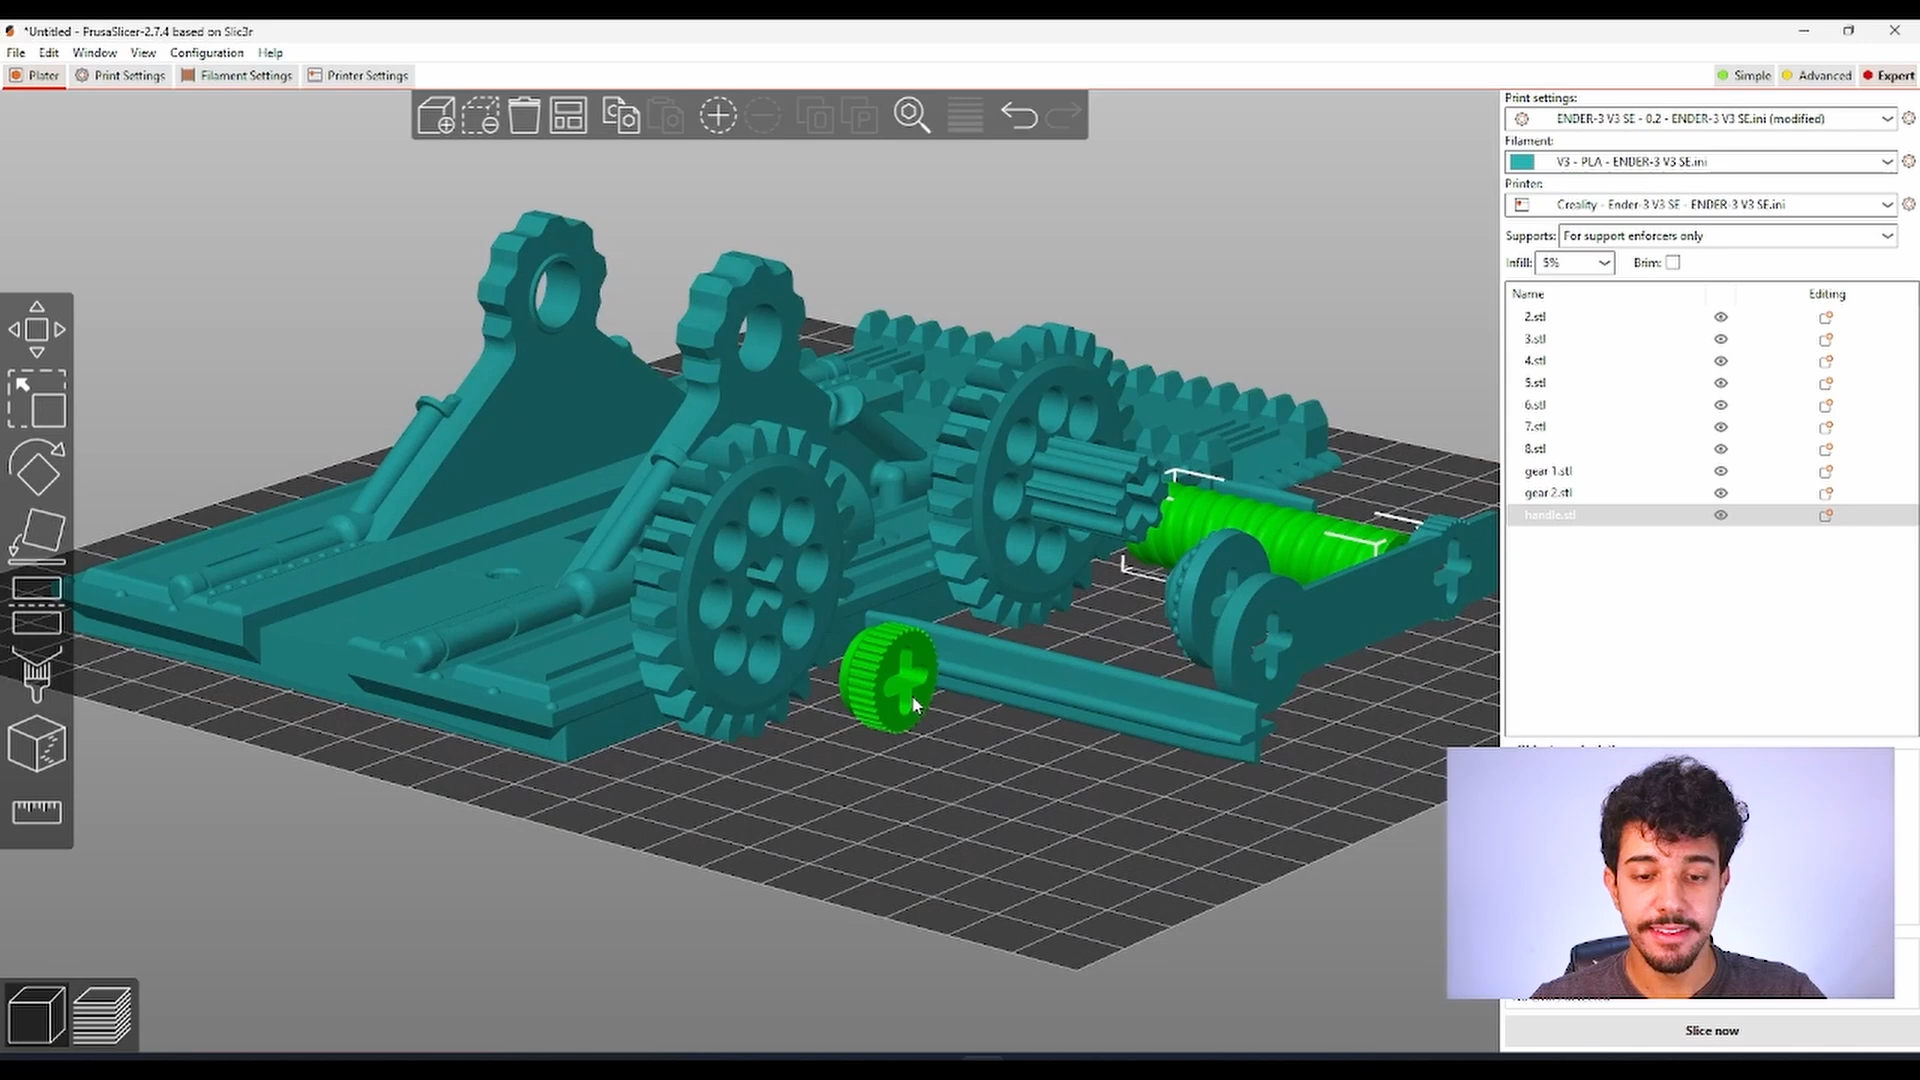 *Untitled - PrusaSlicer-2.7.4 based on Slic3r
File Edit Window View Configuration Help
Plater Print Settings Filament Settings Printer Settings
Simple Advanced Expert
Print settings:
ENDER-3 V3 SE - 0.2 - ENDER-3 V3 SE.ini (modified)
Filament:
V3 - PLA - ENDER-3 V3 SE.ini
Printer:
Creality - Ender-3 V3 SE - ENDER-3 V3 SE.ini
Supports: For support enforcers only
Infill: 5% Brim:
Name Editing
2.stl
3.stl
4.stl
5.stl
6.stl
7.stl
8.stl
gear 1.stl
gear 2.stl
handle.stl
Slice now